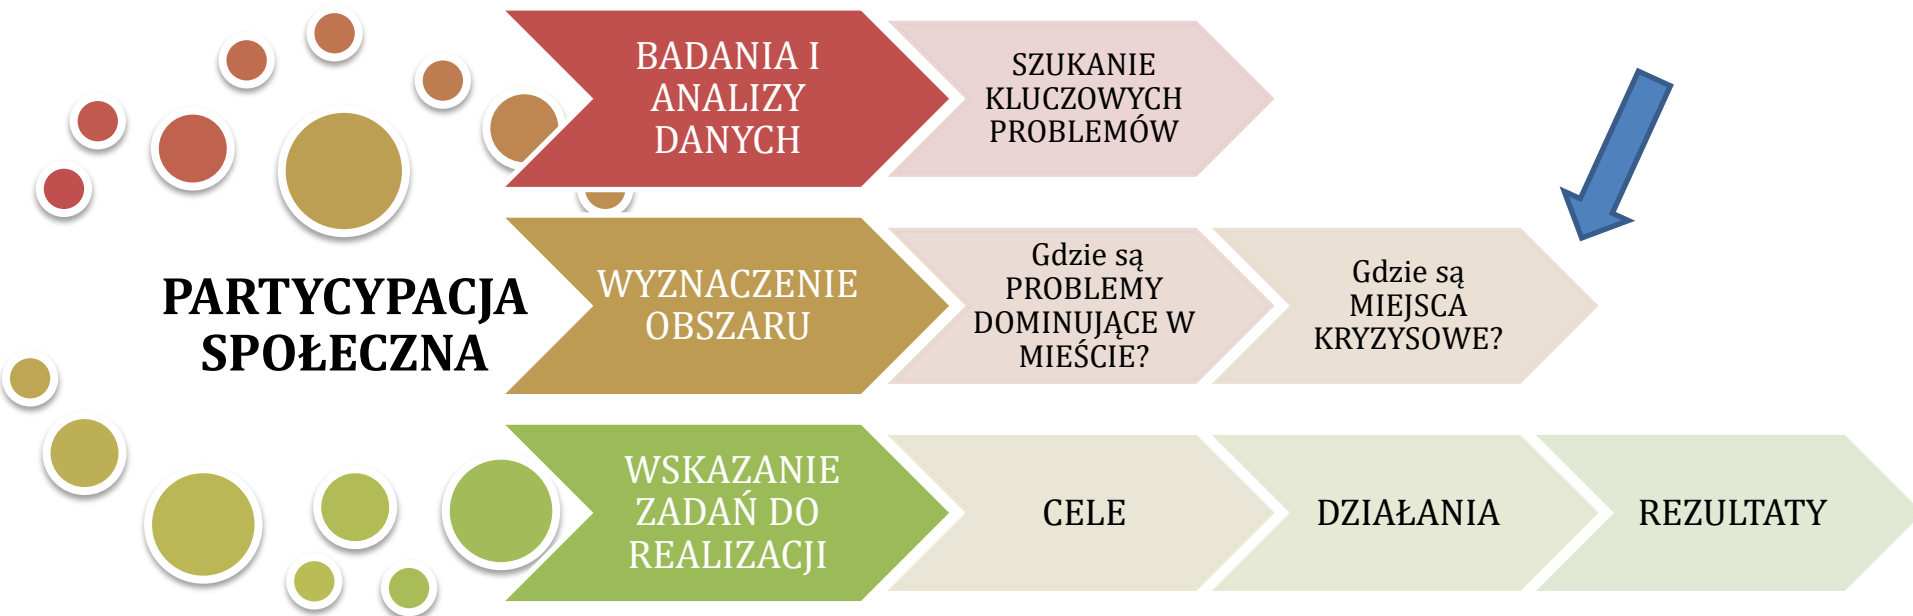 PARTYCYPACJA
SPOŁECZNA
BADANIA I
ANALIZY
DANYCH
SZUKANIE
KLUCZOWYCH
PROBLEMÓW
WYZNACZENIE
OBSZARU
Gdzie są
PROBLEMY
DOMINUJĄCE W
MIEŚCIE?
Gdzie są
MIEJSCA
KRYZYSOWE?
WSKAZANIE
ZADAŃ DO
REALIZACJI
CELE
DZIAŁANIA
REZULTATY